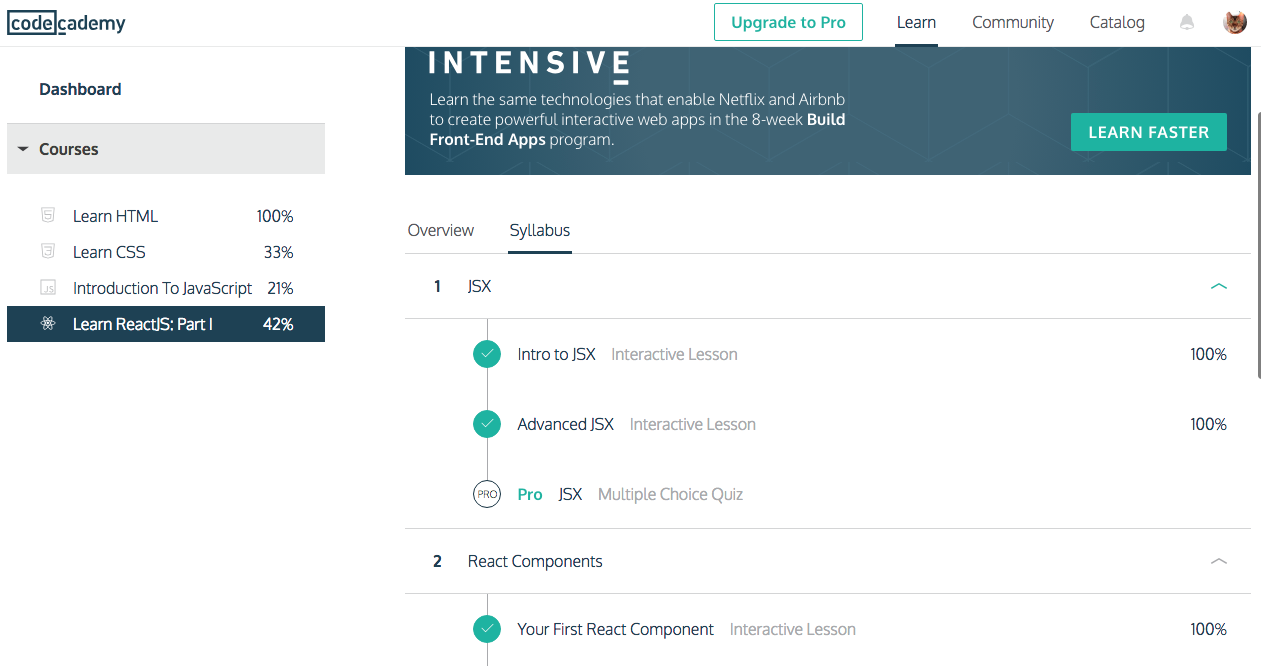 codecademy
Upgrade to Pro
Learn
Community
Catalog
Dashboard
Courses
Learn HTML 100%
Learn CSS 33%
Introduction To JavaScript 21%
Learn ReactJS: Part I 42%
INTENSIVE
Learn the same technologies that enable Netflix and Airbnb
to create powerful interactive web apps in the 8-week Build
Front-End Apps program.
LEARN FASTER
Overview
Syllabus
1 JSX
Intro to JSX Interactive Lesson 100%
Advanced JSX Interactive Lesson 100%
PRO Pro JSX Multiple Choice Quiz
2 React Components
Your First React Component Interactive Lesson 100%